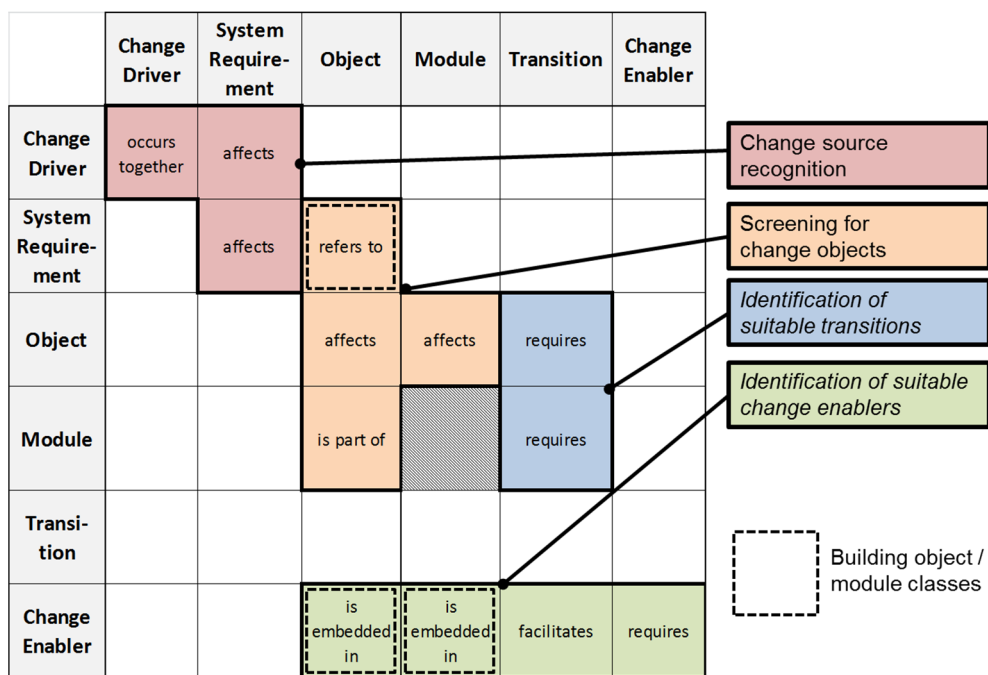 Change
Driver
System
Require-
ment
Object
Module
Transition
Change
Enabler
Change
Driver
occurs
together
affects
Change source
recognition
System
Require-
ment
affects
refers to
Screening for
change objects
Object
affects
affects
requires
Identification of
suitable transitions
Module
is part of
requires
Identification of suitable
change enablers
Transi-
tion
Building object /
module classes
Change
Enabler
is
embedded
in
is
embedded
in
facilitates
requires